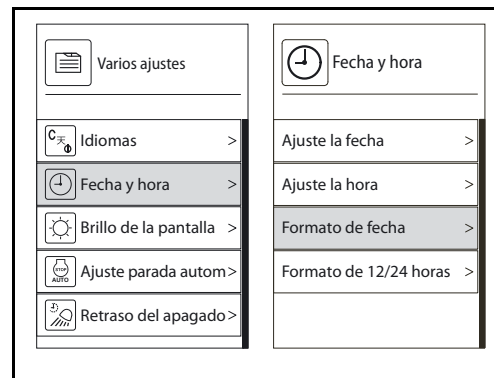 Varios ajustes
Idiomas >
Fecha y hora >
Brillo de la pantalla >
STOP
AUTO
Ajuste parada autom >
Retraso del apagado >
Fecha y hora
Ajuste la fecha >
Ajuste la hora >
Formato de fecha >
Formato de 12/24 horas >